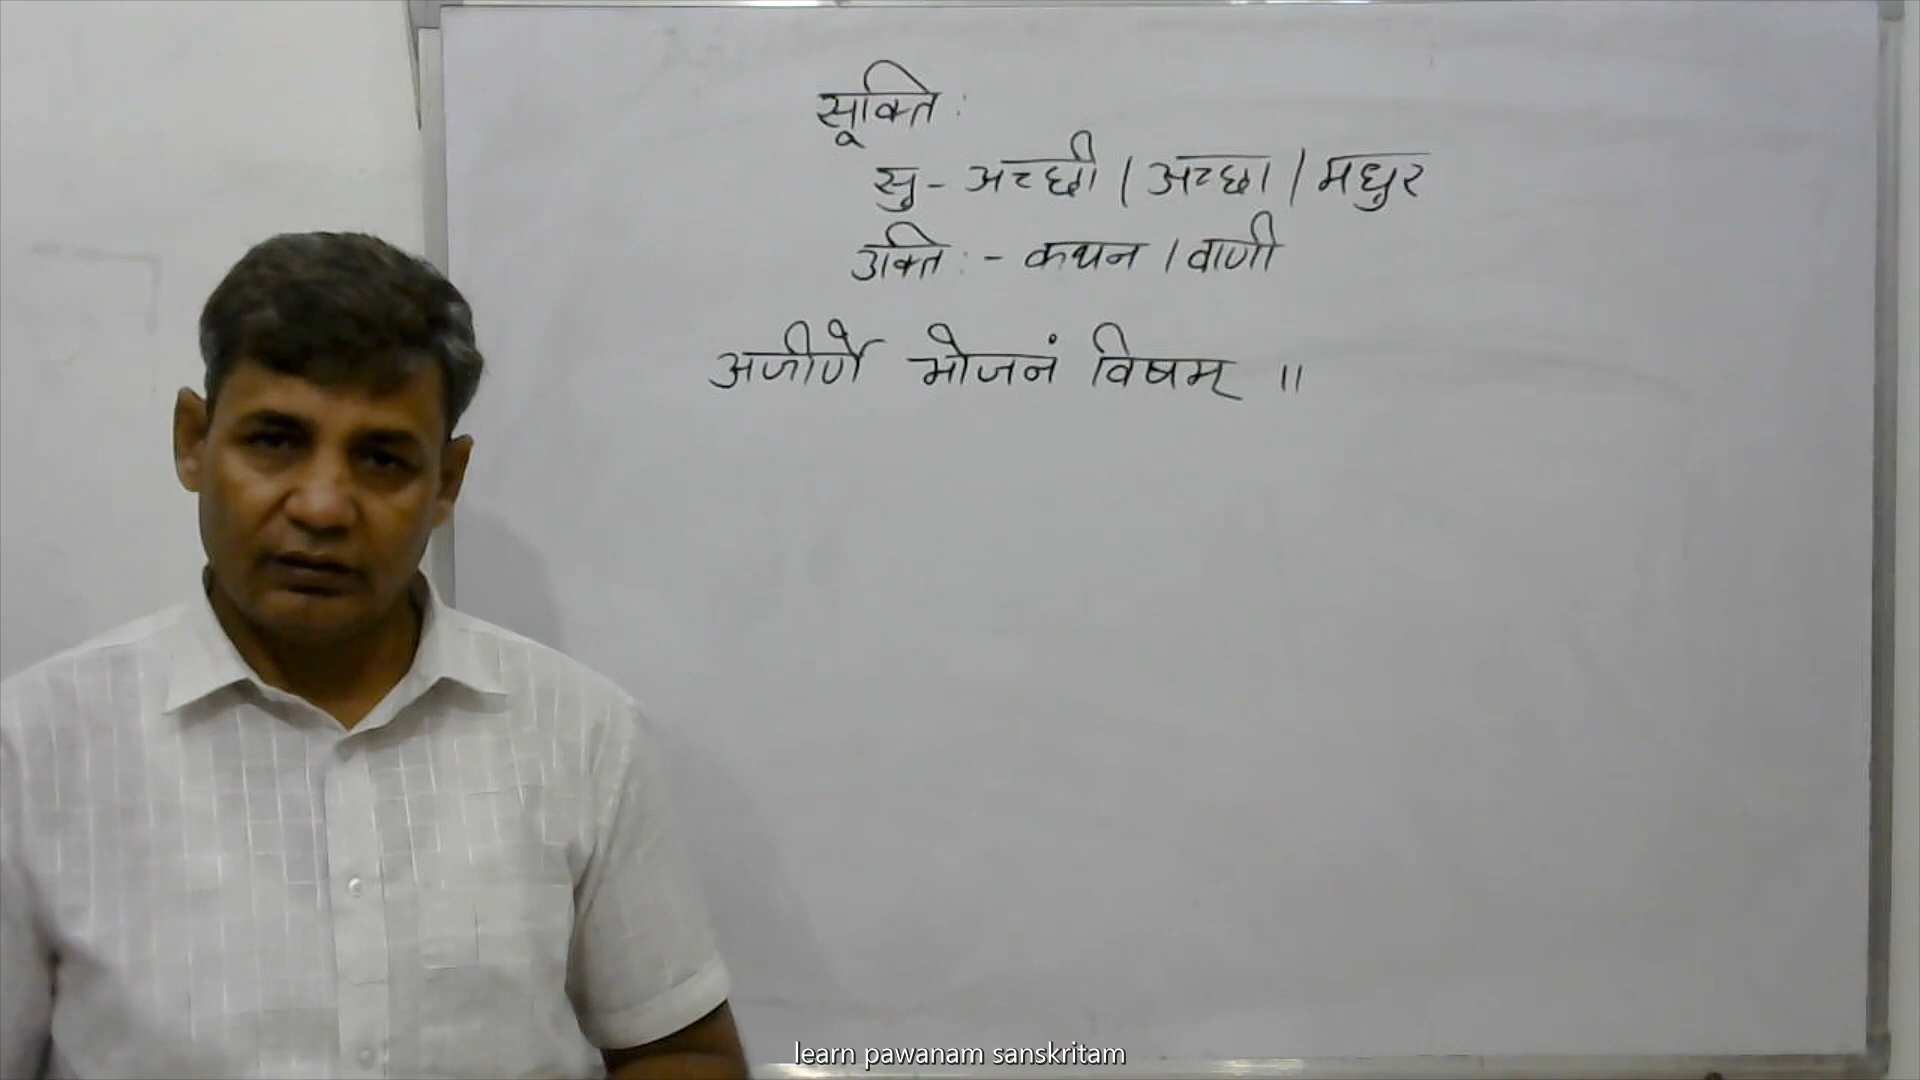 सूक्ति :
सु - अच्छी / अच्छा / मधुर
उक्ति : - कथन / वाणी
अजीर्णे भोजनं विषम् ॥
learn pawanam sanskritam